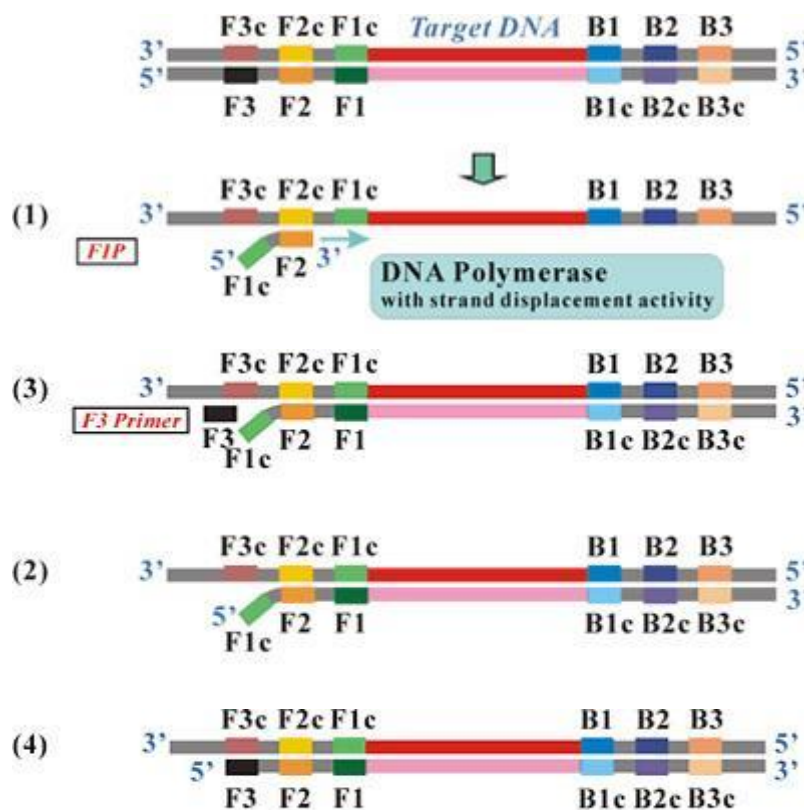 F3c F2c F1c Target DNA B1 B2 B3
3’ 5’
5’ 3’
F3 F2 F1 B1c B2c B3c
F3c F2c F1c B1 B2 B3
(1) 3’ 5’
F1P 5’ F2 3’
F1c
DNA Polymerase
with strand displacement activity
F3c F2c F1c B1 B2 B3
(3) 3’ 5’
F3 Primer 3’
F3 F1c F2 F1 B1c B2c B3c
F3c F2c F1c B1 B2 B3
(2) 3’ 5’
5’ 3’
F1c F2 F1 B1c B2c B3c
F3c F2c F1c B1 B2 B3
(4) 3’ 5’
5’ 3’
F3 F2 F1 B1c B2c B3c